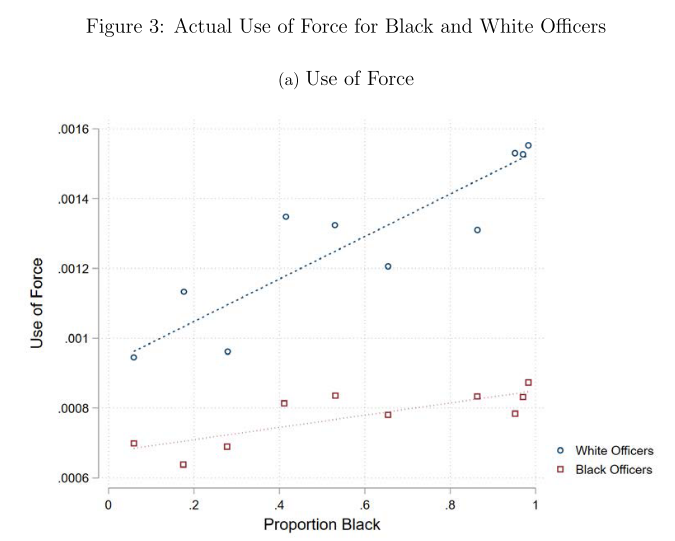 Figure 3: Actual Use of Force for Black and White Officers
(a) Use of Force
.0016
.0014
.0012
.001
.0008
.0006
Use of Force
0 .2 .4 .6 .8 1
Proportion Black
White Officers
Black Officers